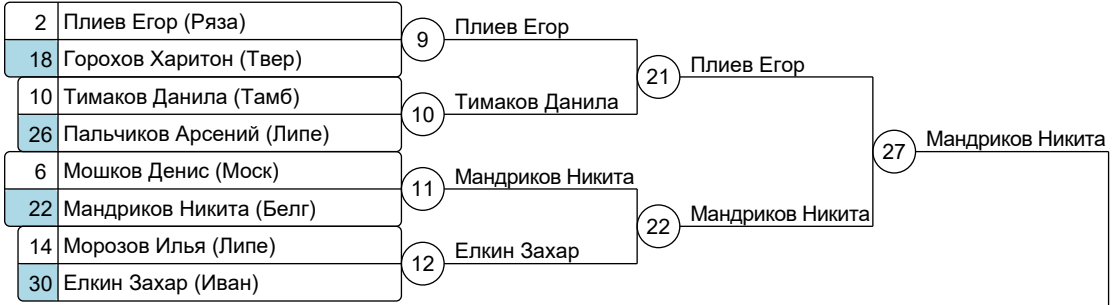 2 Плиев Егор (Ряза)
18 Горохов Харитон (Твер)
10 Тимаков Данила (Тамб)
26 Пальчиков Арсений (Липе)
6 Мошков Денис (Моск)
22 Мандриков Никита (Белг)
14 Морозов Илья (Липе)
30 Елкин Захар (Иван)
9 Плиев Егор
10 Тимаков Данила
11 Мандриков Никита
12 Елкин Захар
21 Плиев Егор
22 Мандриков Никита
27 Мандриков Никита